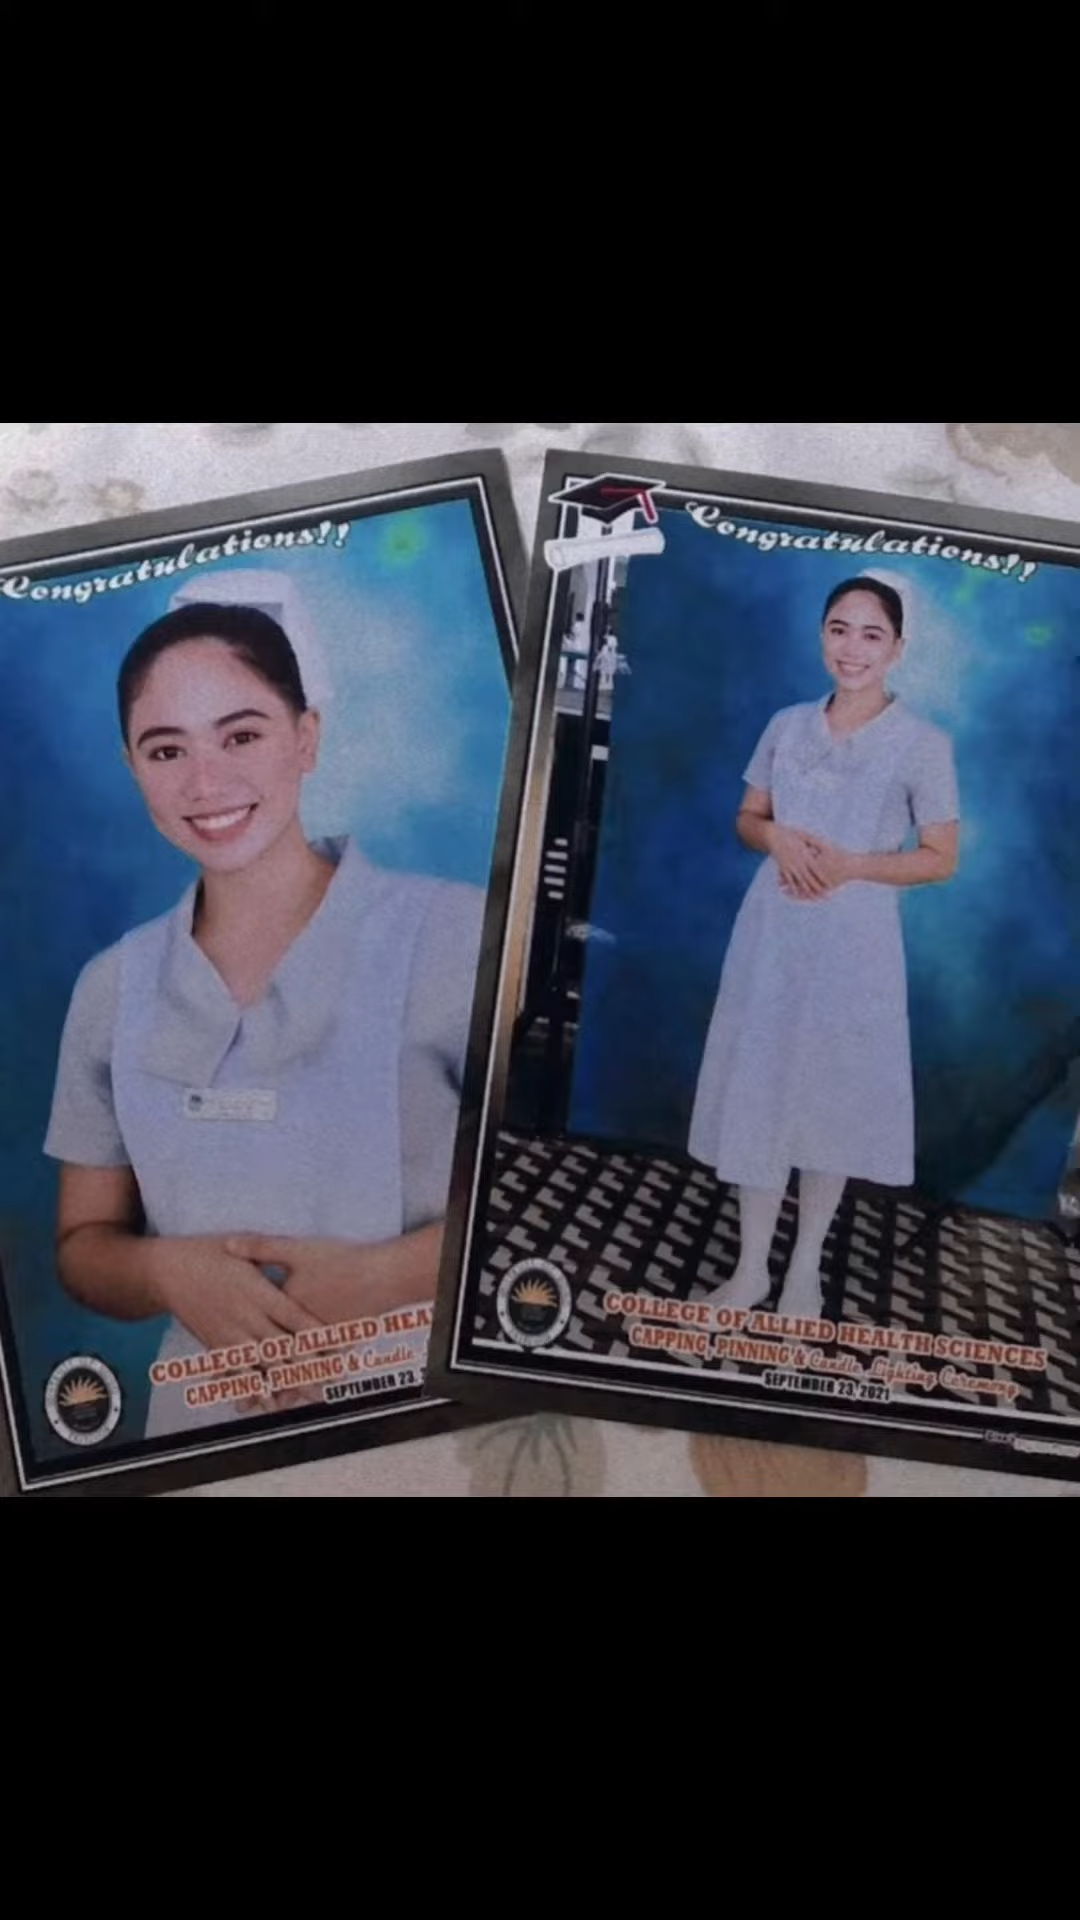 Congratulations!!
COLLEGE OF ALLIED HEA
CAPPING, PINNING & Candle
SEPTEMBER 23,
Congratulations!!
COLLEGE OF ALLIED HEALTH SCIENCES
CAPPING, PINNING & Candle Lighting Ceremony
SEPTEMBER 23, 2021